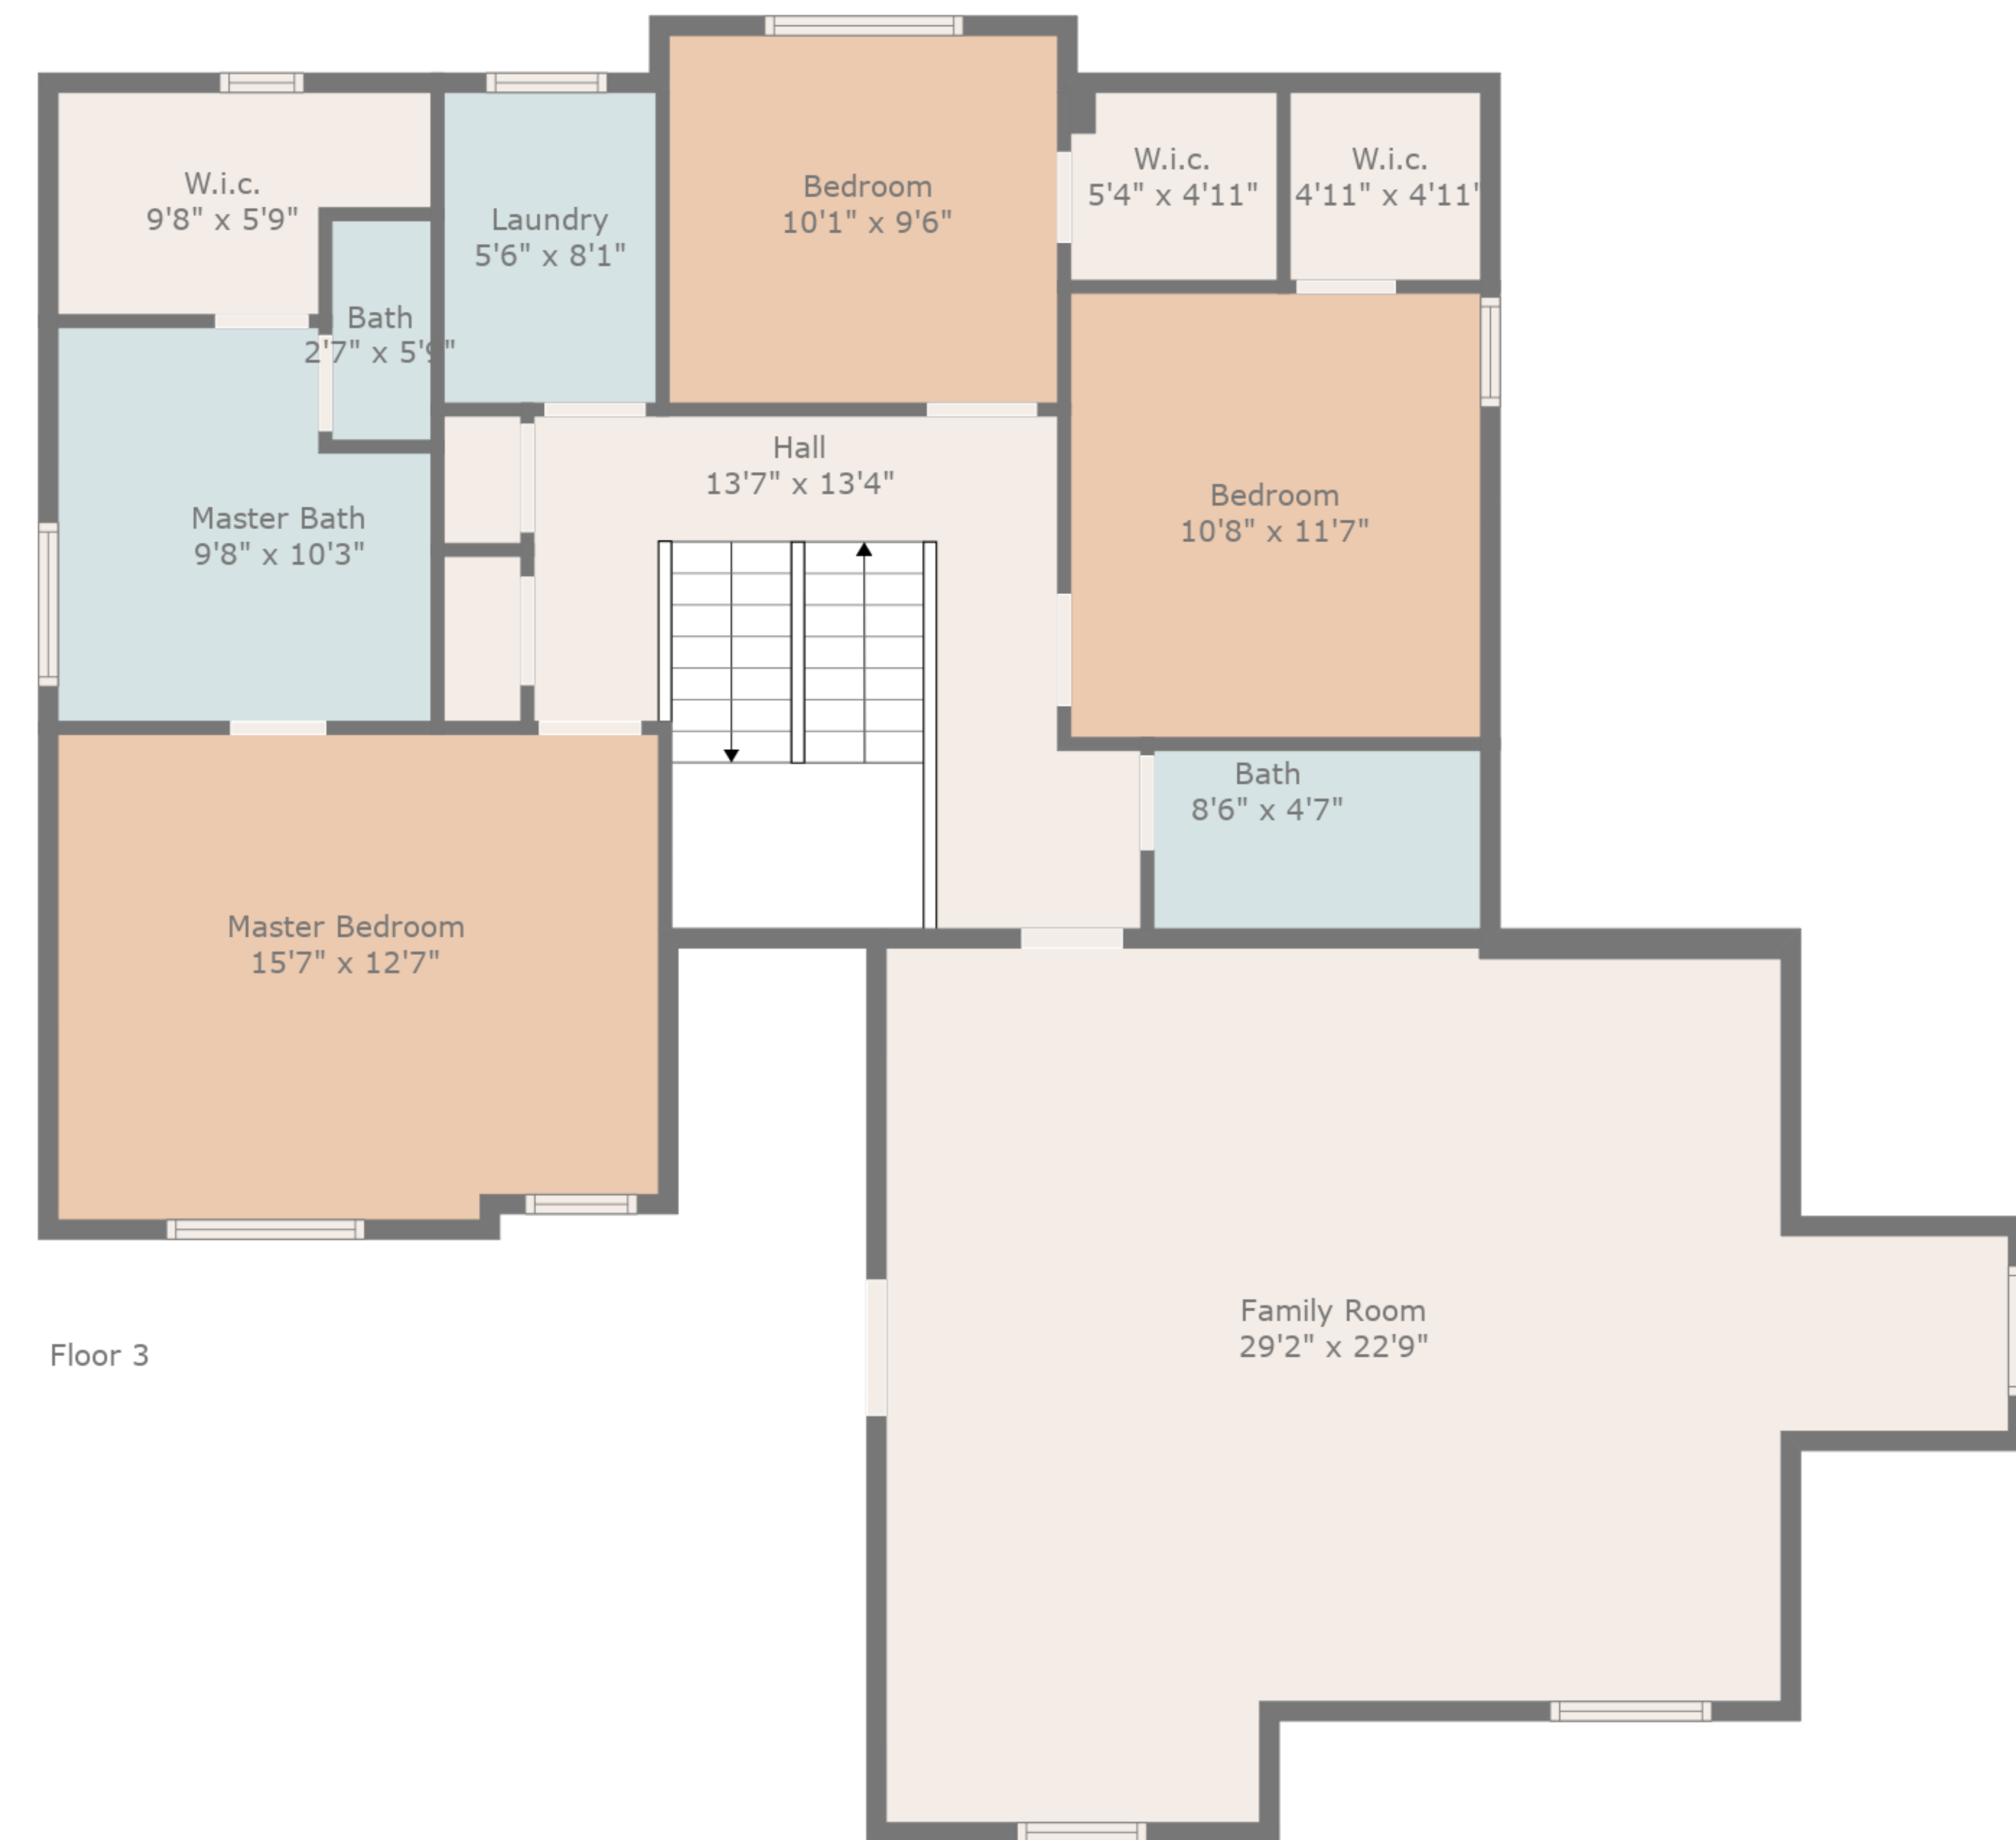 W.i.c.
9'8" x 5'9"
Laundry
5'6" x 8'1"
Bedroom
10'1" x 9'6"
W.i.c.
5'4" x 4'11"
W.i.c.
4'11" x 4'11'
Bath
2'7" x 5'9"
Hall
13'7" x 13'4"
Master Bath
9'8" x 10'3"
Bedroom
10'8" x 11'7"
Bath
8'6" x 4'7"
Master Bedroom
15'7" x 12'7"
Family Room
29'2" x 22'9"
Floor 3